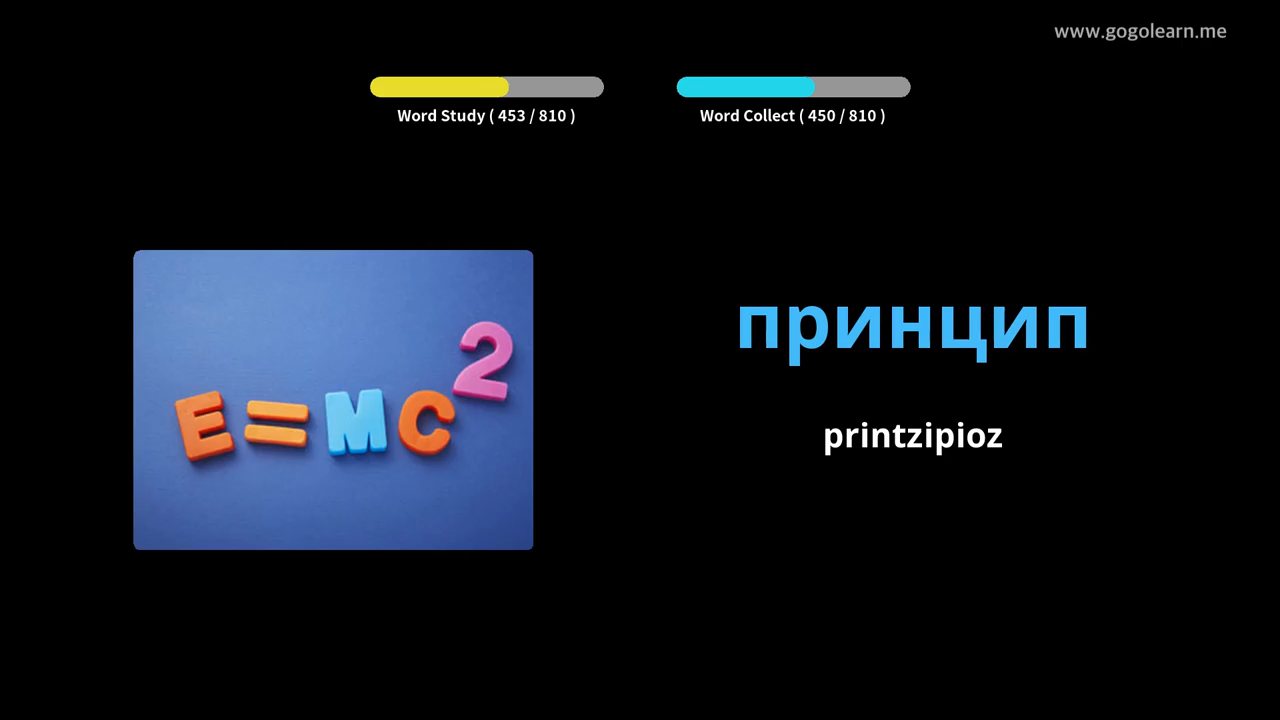 www.gogolearn.me
Word Study ( 453 / 810 )
Word Collect ( 450 / 810 )
E=MC2
принцип
printzipioz